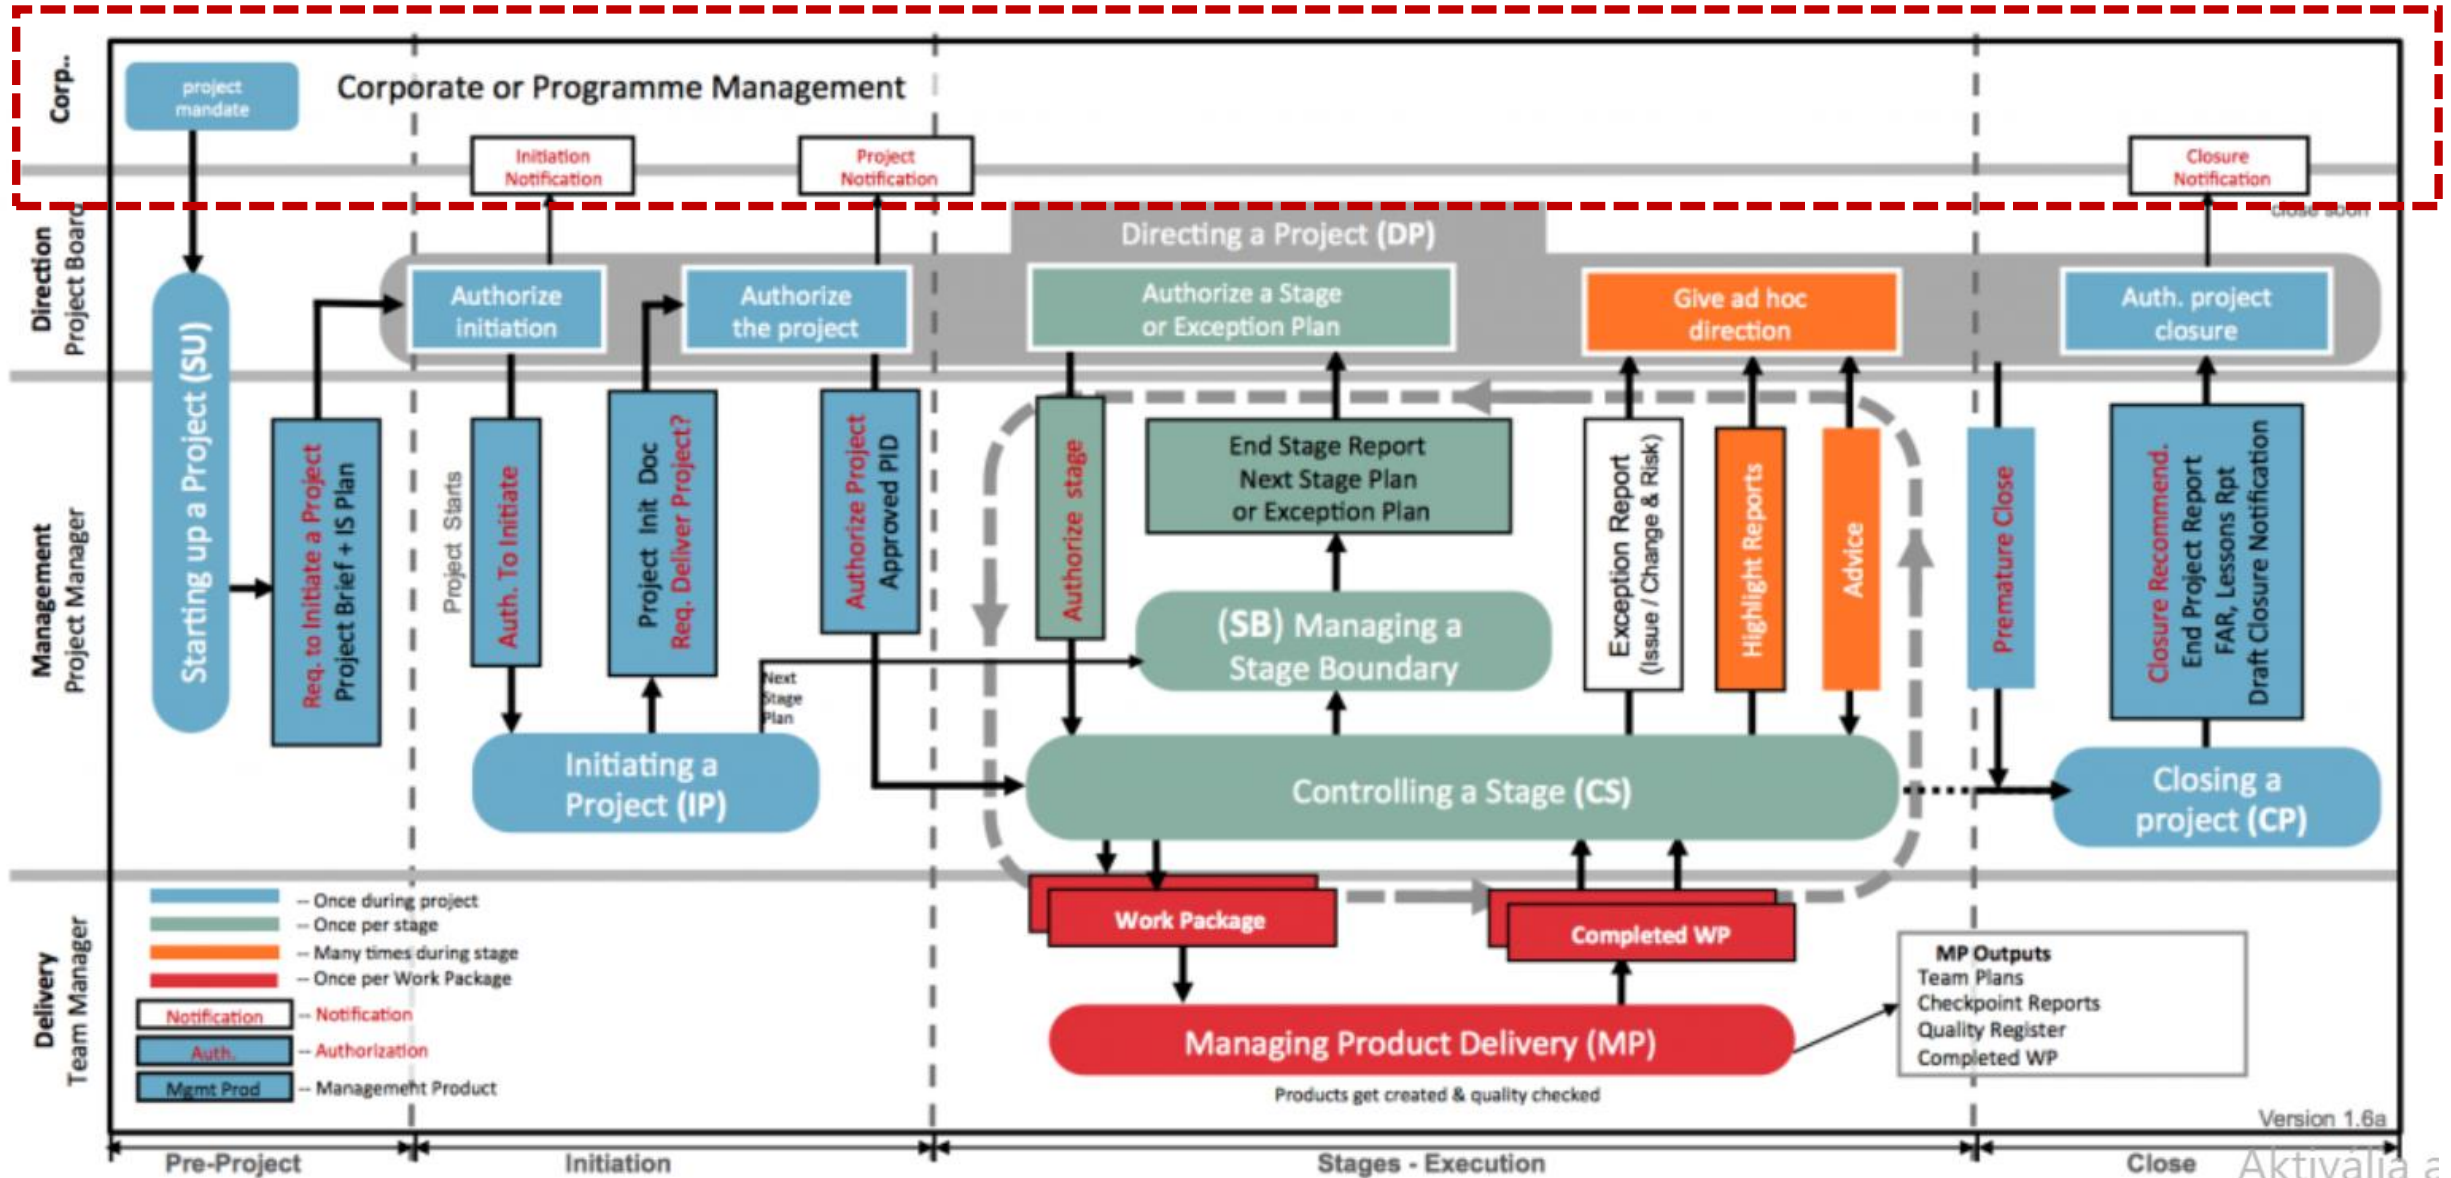 Corp..
project
mandate
Corporate or Programme Management
Initiation
Notification
Project
Notification
Closure
Notification
close soon
Direction
Project Board
Directing a Project (DP)
Authorize
initiation
Authorize
the project
Authorize a Stage
or Exception Plan
Give ad hoc
direction
Auth. project
closure
Management
Project Manager
Starting up a Project (SU)
Req. to Initiate a Project
Project Brief + IS Plan
Project Starts
Auth. To Initiate
Project Init Doc
Req. Deliver Project?
Authorize Project
Approved PID
Authorize stage
End Stage Report
Next Stage Plan
or Exception Plan
Exception Report
(Issue / Change & Risk)
Highlight Reports
Advice
Premature Close
Closure Recommend.
End Project Report
FAR, Lessons Rpt
Draft Closure Notification
(SB) Managing a
Stage Boundary
Next
Stage
Plan
Initiating a
Project (IP)
Controlling a Stage (CS)
Closing a
project (CP)
Delivery
Team Manager
-- Once during project
-- Once per stage
-- Many times during stage
-- Once per Work Package
Notification -- Notification
Auth. -- Authorization
Mgmt Prod -- Management Product
Work Package
Completed WP
Managing Product Delivery (MP)
Products get created & quality checked
MP Outputs
Team Plans
Checkpoint Reports
Quality Register
Completed WP
Version 1.6a
Pre-Project
Initiation
Stages - Execution
Close
Aktiválja a